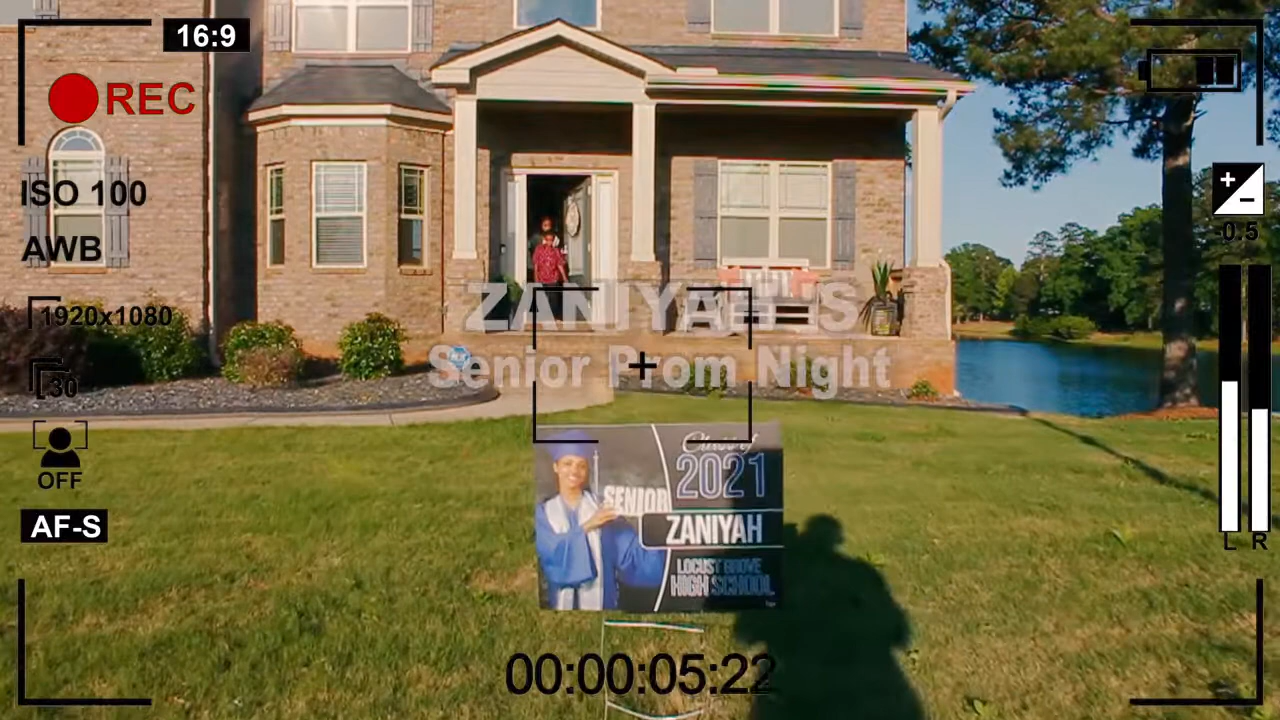 16:9
REC
ISO 100
AWB
1920x1080
30
OFF
AF-S
-0.5
L R
ZANIYAH'S
Senior Prom Night
Class of
2021
SENIOR
ZANIYAH
LOCUST GROVE
HIGH SCHOOL
00:00:05:22